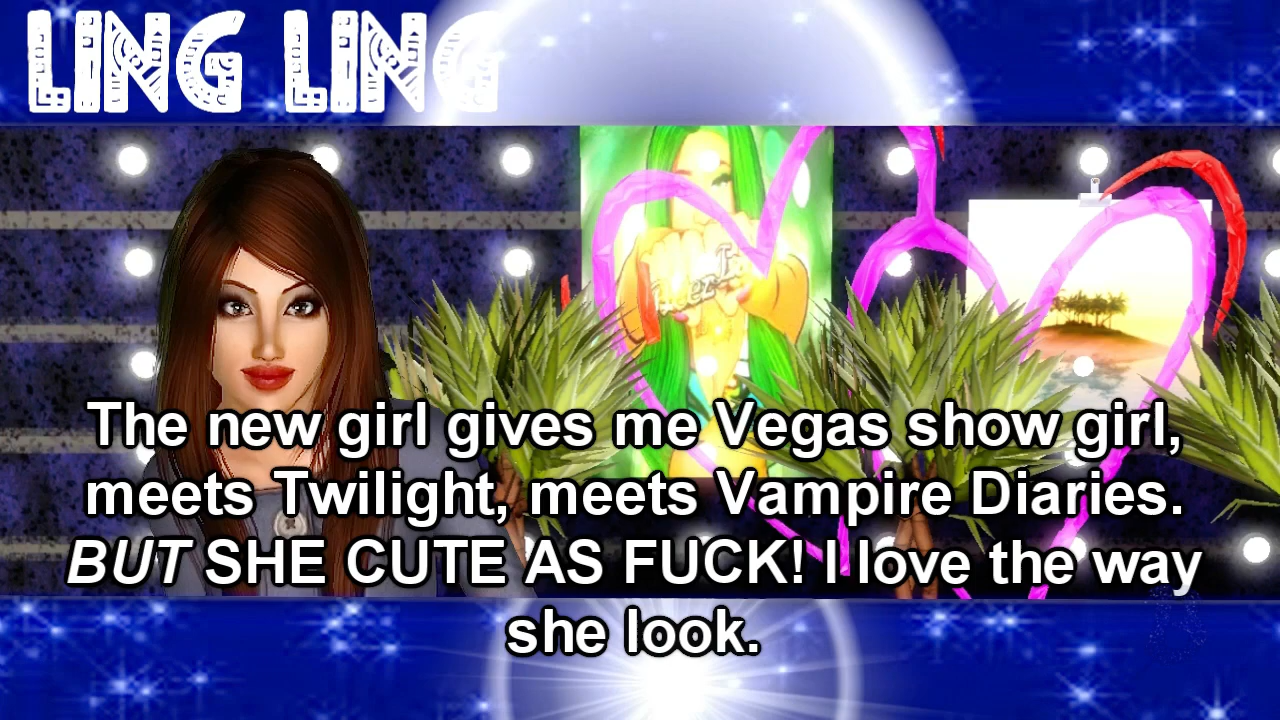 LING LING
The new girl gives me Vegas show girl,
meets Twilight, meets Vampire Diaries.
BUT SHE CUTE AS FUCK! I love the way
she look.